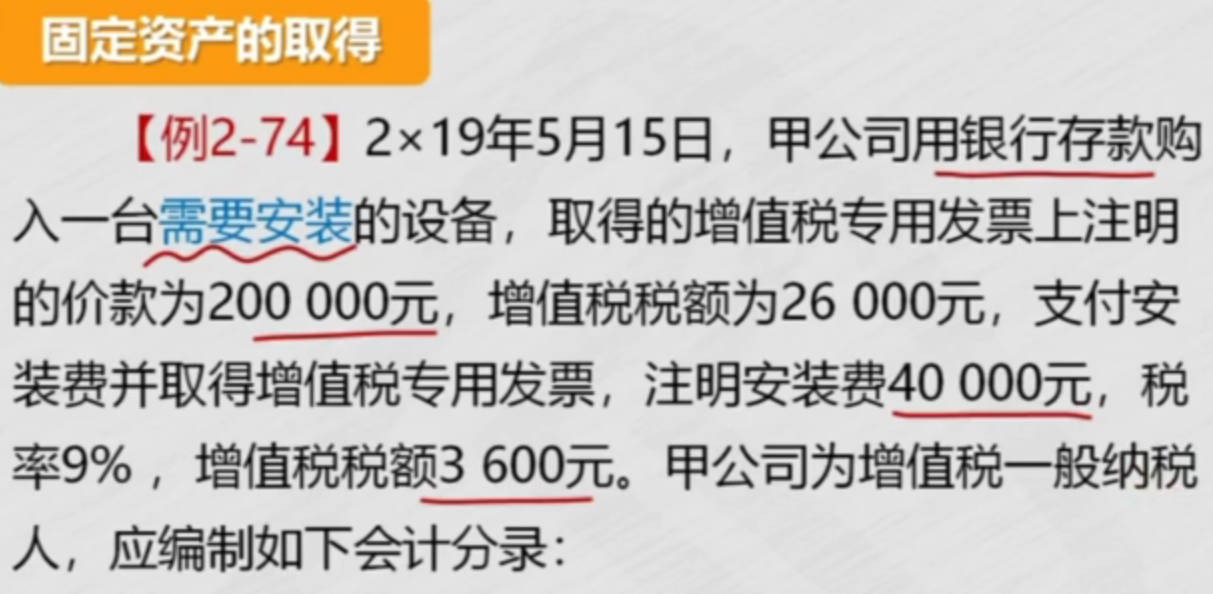 固定资产的取得
【例2-74】2×19年5月15日，甲公司用银行存款购
入一台需要安装的设备，取得的增值税专用发票上注明
的价款为200 000元，增值税税额为26 000元，支付安
装费并取得增值税专用发票，注明安装费40 000元，税
率9%，增值税税额3 600元。甲公司为增值税一般纳税
人，应编制如下会计分录：